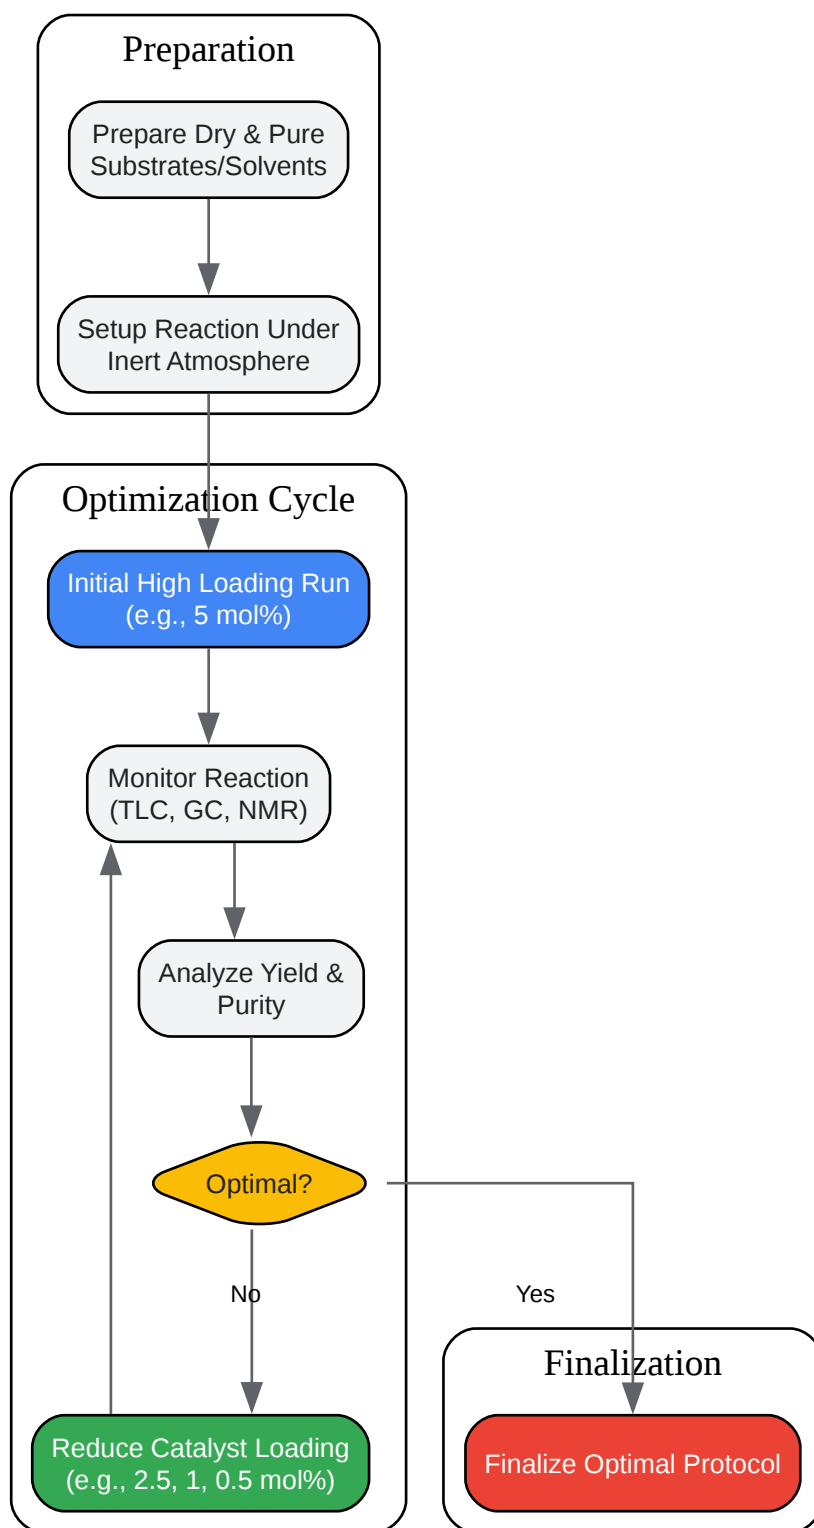 Preparation
Prepare Dry & Pure
Substrates/Solvents
Setup Reaction Under
Inert Atmosphere
Optimization Cycle
Initial High Loading Run
(e.g., 5 mol%)
Monitor Reaction
(TLC, GC, NMR)
Analyze Yield &
Purity
Optimal?
No
Yes
Finalization
Reduce Catalyst Loading
(e.g., 2.5, 1, 0.5 mol%)
Finalize Optimal Protocol